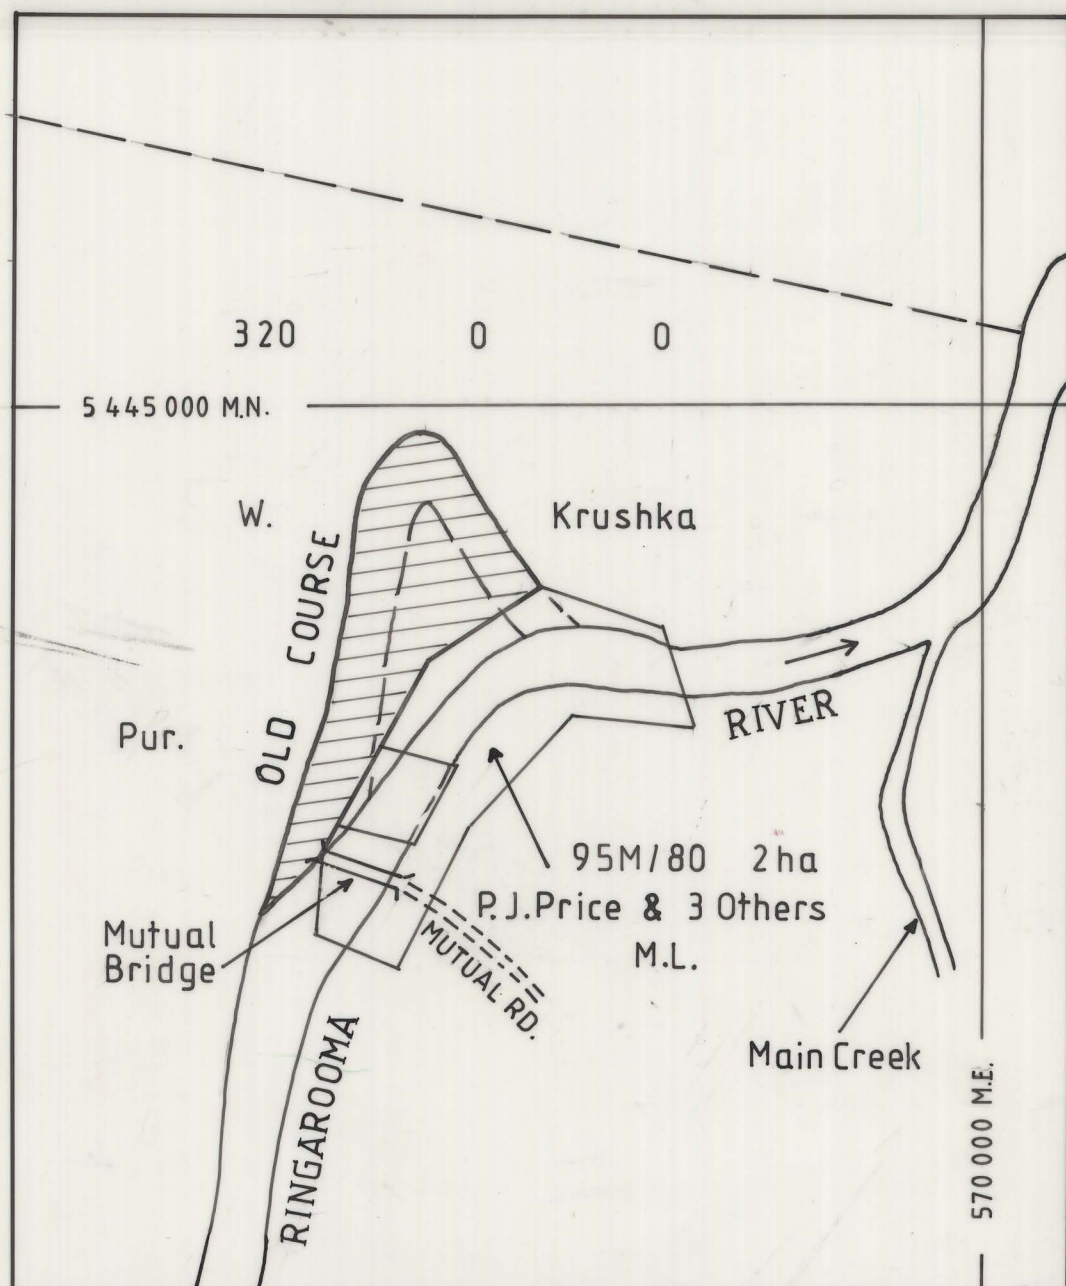 320 0 0
5 445 000 M.N.
W. Krushka
OLD COURSE
Pur.
RIVER
95M/80 2ha
P.J.Price & 3 Others
M.L.
Mutual
Bridge
MUTUAL RD.
Main Creek
RINGAROOMA
570 000 M.E.